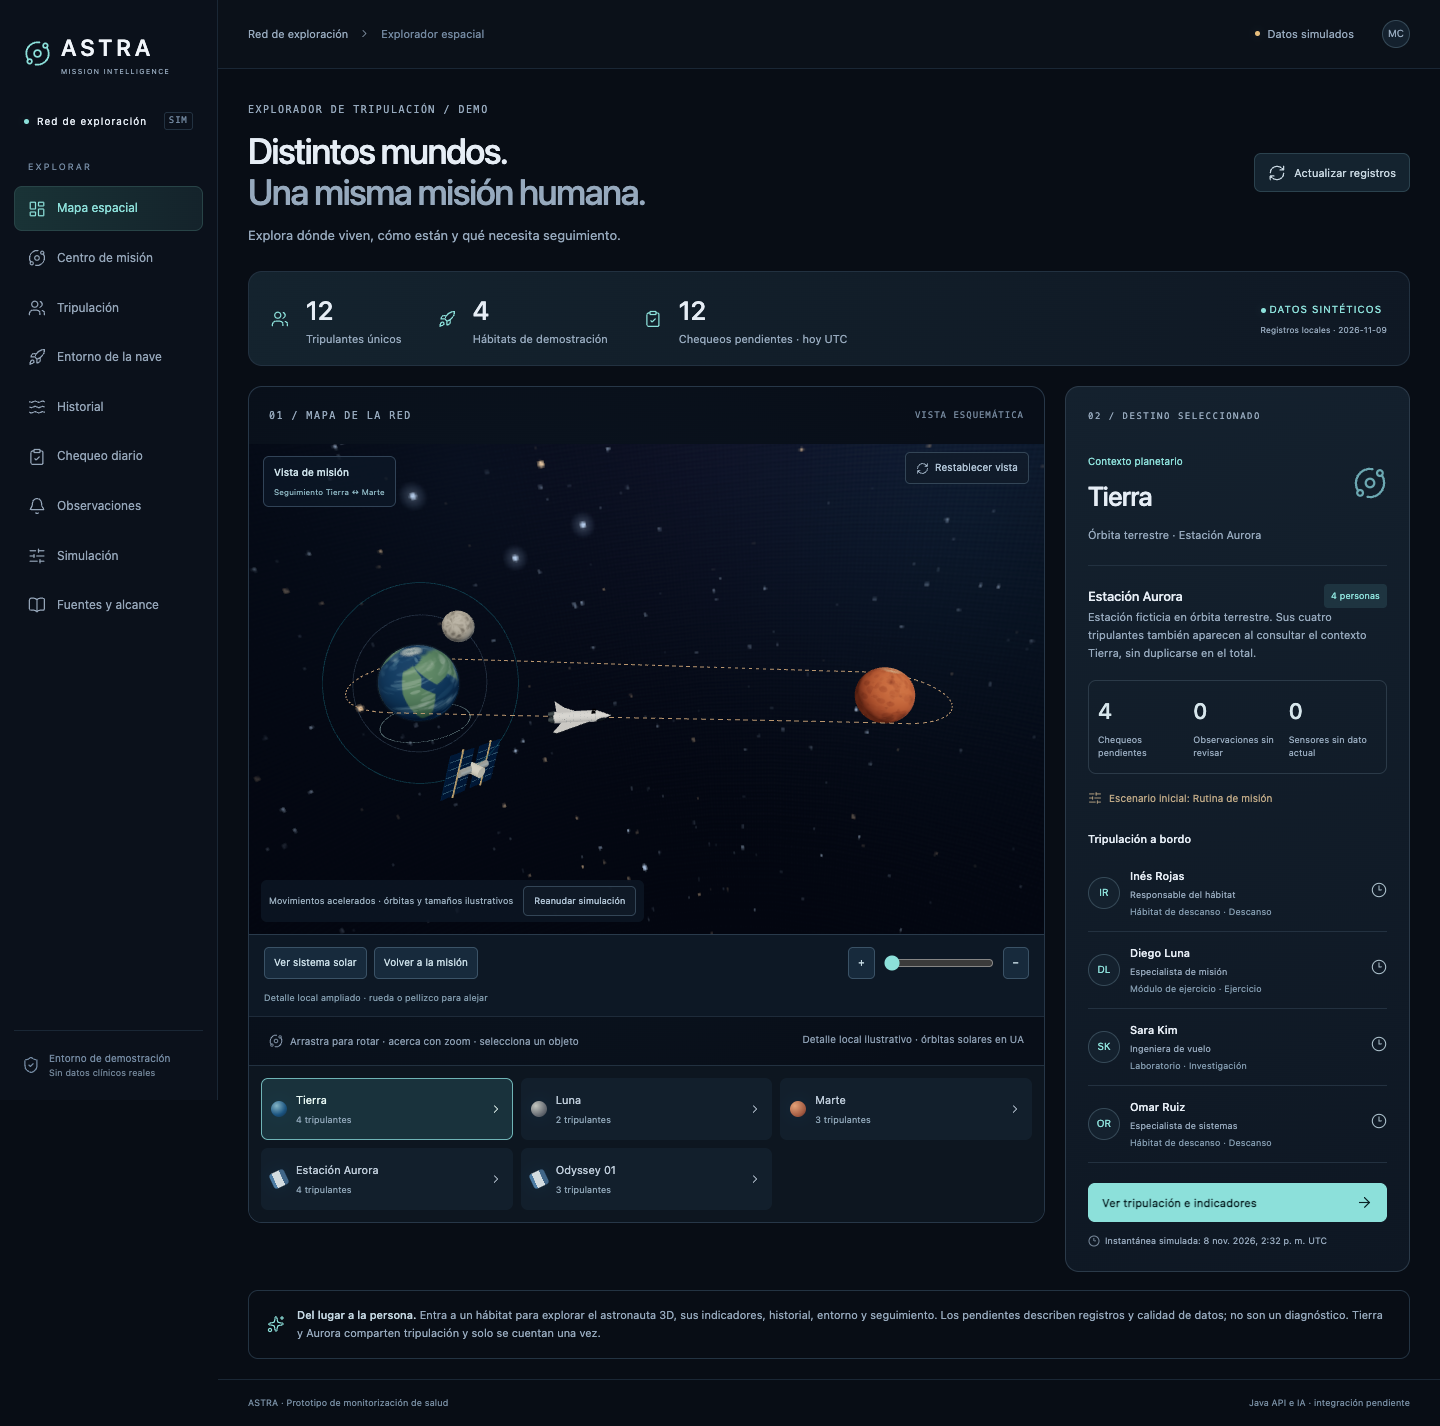 ASTRA
MISSION INTELLIGENCE
Red de exploración
SIM
EXPLORAR
Mapa espacial
Centro de misión
Tripulación
Entorno de la nave
Historial
Chequeo diario
Observaciones
Simulación
Fuentes y alcance
Entorno de demostración
Sin datos clínicos reales
Red de exploración > Explorador espacial
Datos simulados
MC
EXPLORADOR DE TRIPULACIÓN / DEMO
Distintos mundos.
Una misma misión humana.
Explora dónde viven, cómo están y qué necesita seguimiento.
Actualizar registros
12
Tripulantes únicos
4
Hábitats de demostración
12
Chequeos pendientes · hoy UTC
DATOS SINTÉTICOS
Registros locales · 2026-11-09
01 / MAPA DE LA RED
VISTA ESQUEMÁTICA
Vista de misión
Seguimiento Tierra ↔ Marte
Restablecer vista
Movimientos acelerados · órbitas y tamaños ilustrativos
Reanudar simulación
Ver sistema solar
Volver a la misión
+
−
Detalle local ampliado · rueda o pellizco para alejar
Arrastra para rotar · acerca con zoom · selecciona un objeto
Detalle local ilustrativo · órbitas solares en UA
Tierra
4 tripulantes
Luna
2 tripulantes
Marte
3 tripulantes
Estación Aurora
4 tripulantes
Odyssey 01
3 tripulantes
02 / DESTINO SELECCIONADO
Contexto planetario
Tierra
Órbita terrestre · Estación Aurora
Estación Aurora
4 personas
Estación ficticia en órbita terrestre. Sus cuatro
tripulantes también aparecen al consultar el contexto
Tierra, sin duplicarse en el total.
4
Chequeos
pendientes
0
Observaciones sin
revisar
0
Sensores sin dato
actual
Escenario inicial: Rutina de misión
Tripulación a bordo
IR
Inés Rojas
Responsable del hábitat
Hábitat de descanso · Descanso
DL
Diego Luna
Especialista de misión
Módulo de ejercicio · Ejercicio
SK
Sara Kim
Ingeniera de vuelo
Laboratorio · Investigación
OR
Omar Ruiz
Especialista de sistemas
Hábitat de descanso · Descanso
Ver tripulación e indicadores
Instantánea simulada: 8 nov. 2026, 2:32 p. m. UTC
Del lugar a la persona. Entra a un hábitat para explorar el astronauta 3D, sus indicadores, historial, entorno y seguimiento. Los pendientes describen registros y calidad de datos; no son un diagnóstico. Tierra
y Aurora comparten tripulación y solo se cuentan una vez.
ASTRA · Prototipo de monitorización de salud
Java API e IA · integración pendiente